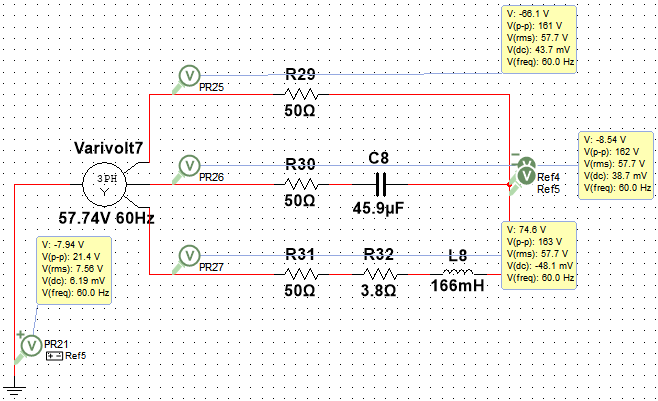 V: -66.1 V
V(p-p): 161 V
V(rms): 57.7 V
V(dc): 43.7 mV
V(freq): 60.0 Hz
V
PR25
R29
50Ω
Varivolt7
3PH
Y
57.74V 60Hz
V
PR26
R30
50Ω
C8
45.9µF
V
Ref4
Ref5
V: -8.54 V
V(p-p): 162 V
V(rms): 57.7 V
V(dc): 38.7 mV
V(freq): 60.0 Hz
V
PR27
R31
50Ω
R32
3.8Ω
L8
166mH
V: 74.6 V
V(p-p): 163 V
V(rms): 57.7 V
V(dc): -48.1 mV
V(freq): 60.0 Hz
V: -7.94 V
V(p-p): 21.4 V
V(rms): 7.56 V
V(dc): 6.19 mV
V(freq): 60.0 Hz
V
PR21
Ref5